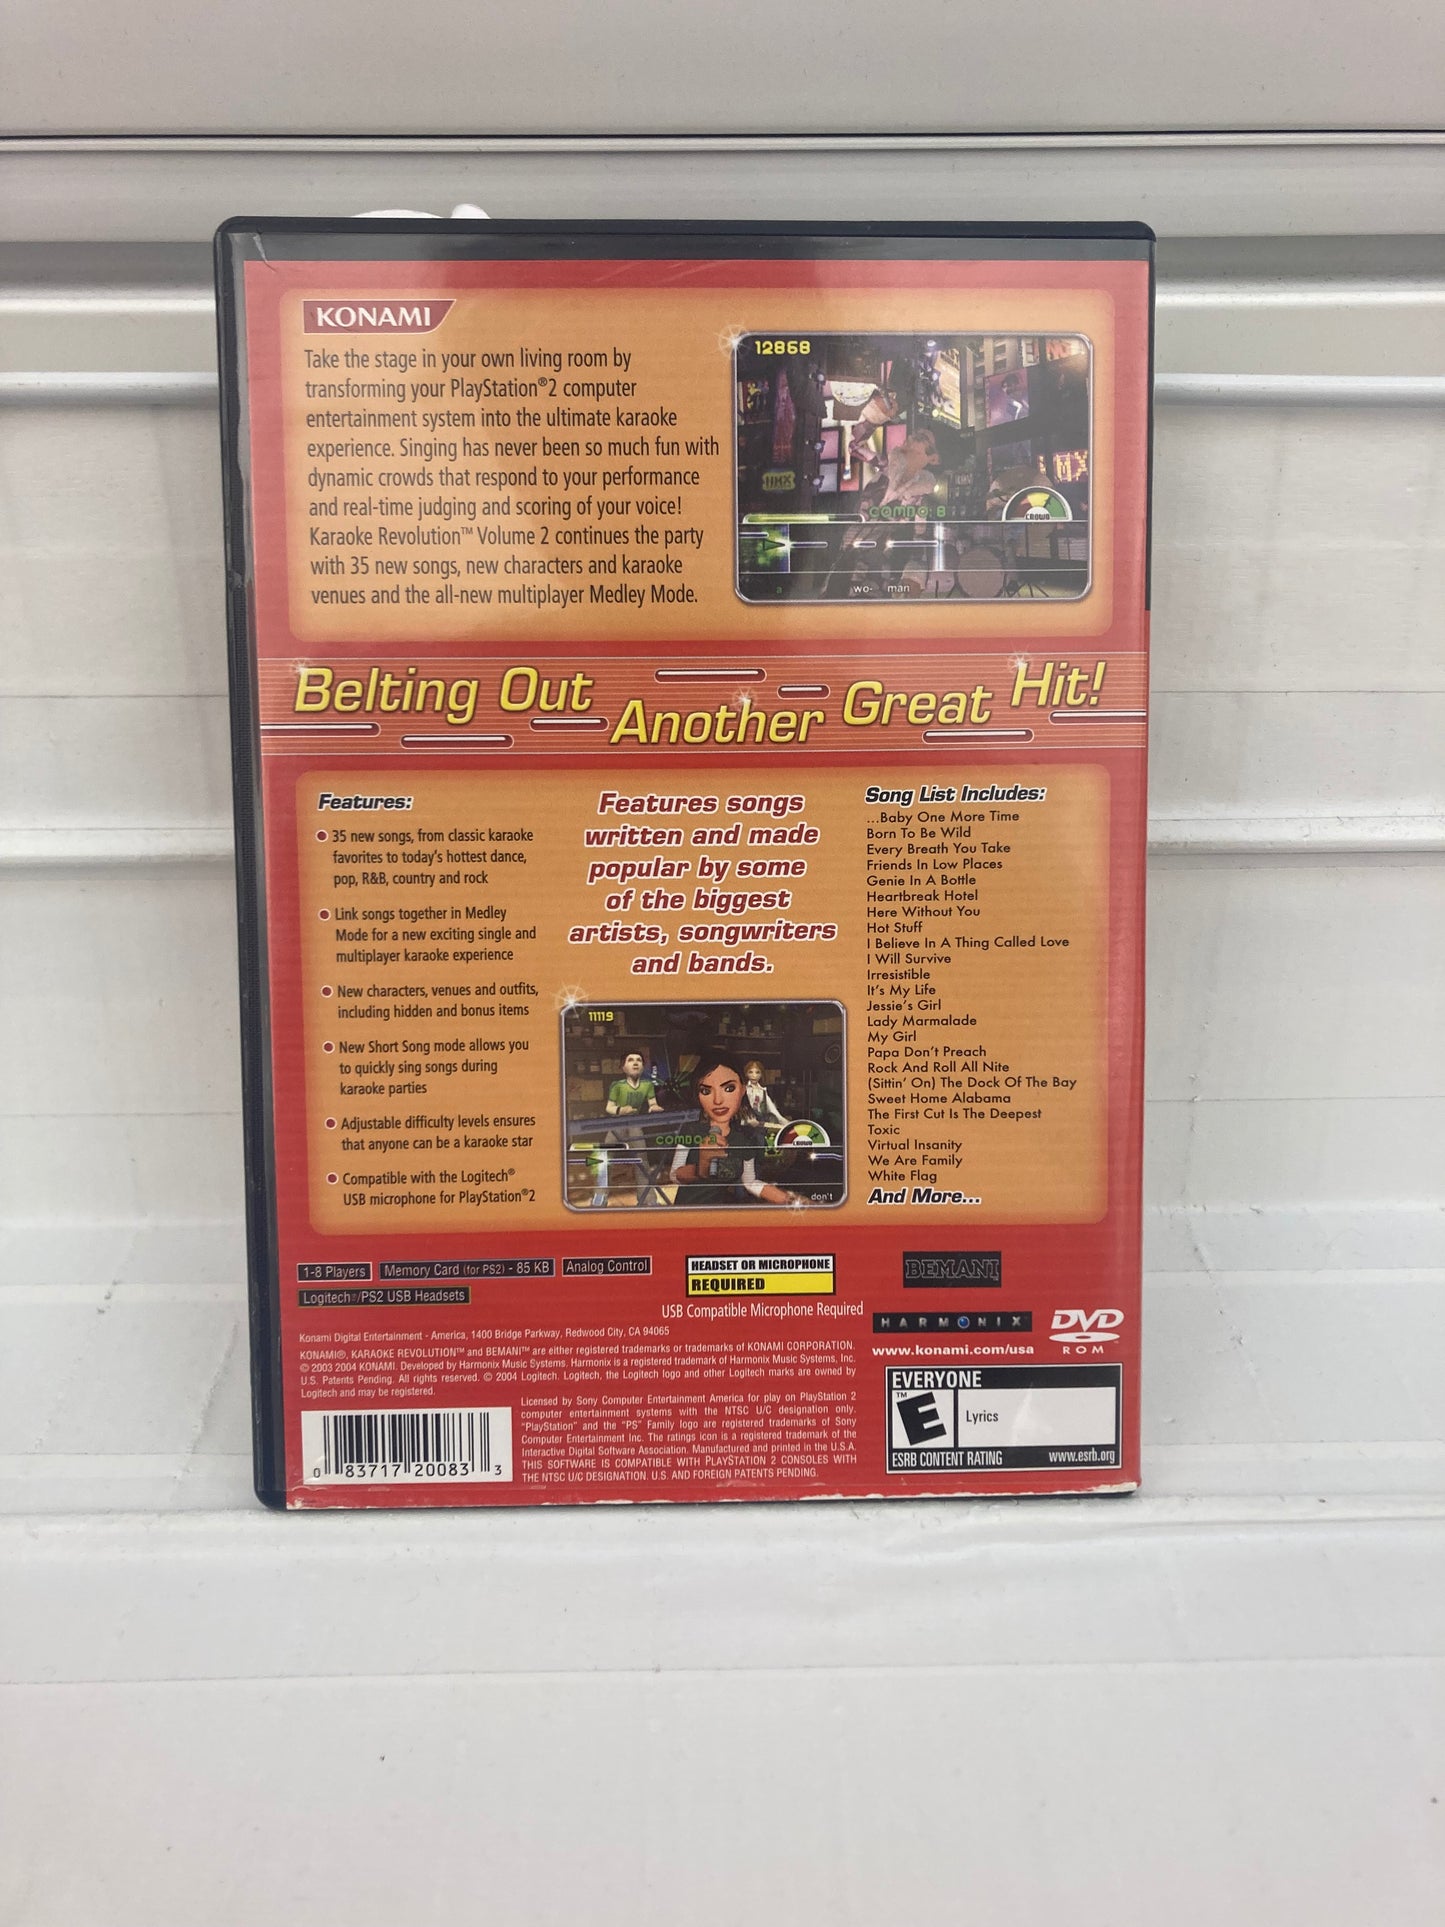 KONAMI
Take the stage in your own living room by
transforming your PlayStation®2 computer
entertainment system into the ultimate karaoke
experience. Singing has never been so much fun with
dynamic crowds that respond to your performance
and real-time judging and scoring of your voice!
Karaoke Revolution™ Volume 2 continues the party
with 35 new songs, new characters and karaoke
venues and the all-new multiplayer Medley Mode.
12868
COMBO: 8
CROWD
a wo- man
Belting Out Another Great Hit!
Features:
35 new songs, from classic karaoke
favorites to today's hottest dance,
pop, R&B, country and rock
Link songs together in Medley
Mode for a new exciting single and
multiplayer karaoke experience
New characters, venues and outfits,
including hidden and bonus items
New Short Song mode allows you
to quickly sing songs during
karaoke parties
Adjustable difficulty levels ensures
that anyone can be a karaoke star
Compatible with the Logitech®
USB microphone for PlayStation®2
Features songs
written and made
popular by some
of the biggest
artists, songwriters
and bands.
11119
CROWD
don't
Song List Includes:
...Baby One More Time
Born To Be Wild
Every Breath You Take
Friends In Low Places
Genie In A Bottle
Heartbreak Hotel
Here Without You
Hot Stuff
I Believe In A Thing Called Love
I Will Survive
Irresistible
It's My Life
Jessie's Girl
Lady Marmalade
My Girl
Papa Don't Preach
Rock And Roll All Nite
(Sittin' On) The Dock Of The Bay
Sweet Home Alabama
The First Cut Is The Deepest
Toxic
Virtual Insanity
We Are Family
White Flag
And More...
1-8 Players
Memory Card (for PS2) - 85 KB
Analog Control
Logitech®/PS2 USB Headsets
HEADSET OR MICROPHONE
REQUIRED
USB Compatible Microphone Required
BEMANI
HARMONIX
DVD
ROM
www.konami.com/usa
Konami Digital Entertainment - America, 1400 Bridge Parkway, Redwood City, CA 94065
KONAMI®, KARAOKE REVOLUTION™ and BEMANI™ are either registered trademarks or trademarks of KONAMI CORPORATION.
© 2003 2004 KONAMI. Developed by Harmonix Music Systems. Harmonix is a registered trademark of Harmonix Music Systems, Inc.
U.S. Patents Pending. All rights reserved. © 2004 Logitech. Logitech, the Logitech logo and other Logitech marks are owned by
Logitech and may be registered.
Licensed by Sony Computer Entertainment America for play on PlayStation 2
computer entertainment systems with the NTSC U/C designation only.
"PlayStation" and the "PS" Family logo are registered trademarks of Sony
Computer Entertainment Inc. The ratings icon is a registered trademark of the
Interactive Digital Software Association. Manufactured and printed in the U.S.A.
THIS SOFTWARE IS COMPATIBLE WITH PLAYSTATION 2 CONSOLES WITH
THE NTSC U/C DESIGNATION. U.S. AND FOREIGN PATENTS PENDING.
0 83717 20083 3
EVERYONE
™
E
Lyrics
ESRB CONTENT RATING www.esrb.org